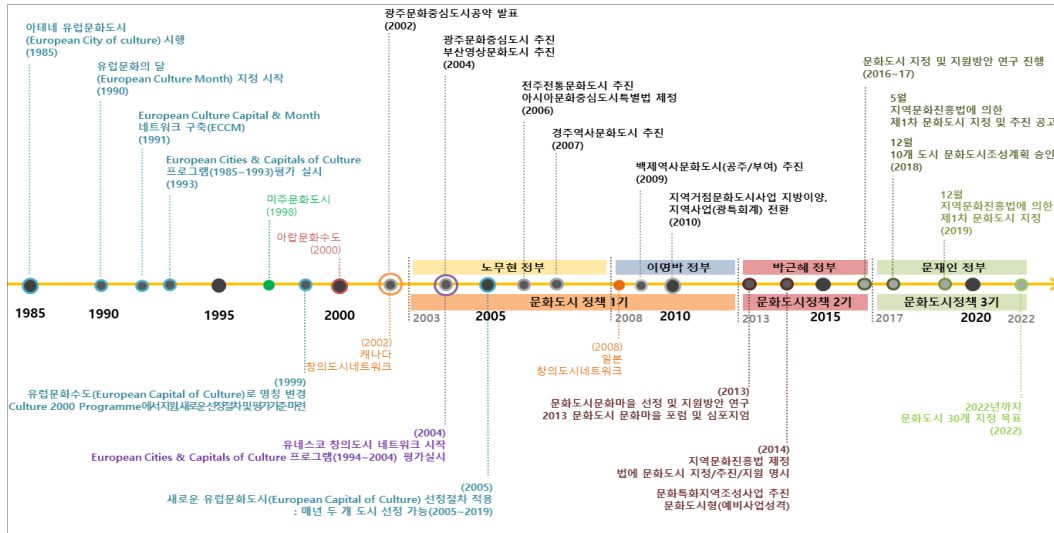 아테네 유럽문화도시
(European City of culture) 시행
(1985)
유럽문화의 달
(European Culture Month) 지정 시작
(1990)
European Culture Capital & Month
네트워크 구축(ECCM)
(1991)
European Cities & Capitals of Culture
프로그램(1985~1993)평가 실시
(1993)
미주문화도시
(1998)
아랍문화수도
(2000)
광주문화중심도시공약 발표
(2002)
광주문화중심도시 추진
부산영상문화도시 추진
(2004)
전주전통문화도시 추진
아시아문화중심도시특별법 제정
(2006)
경주역사문화도시 추진
(2007)
백제역사문화도시(공주/부여) 추진
(2009)
지역거점문화도시사업 지방이양,
지역사업(광특회계) 전환
(2010)
문화도시 지정 및 지원방안 연구 진행
(2016~17)
5월
지역문화진흥법에 의한
제1차 문화도시 지정 및 추진 공고
12월
10개 도시 문화도시조성계획 승인
(2018)
12월
지역문화진흥법에 의한
제1차 문화도시 지정
(2019)
노무현 정부
이명박 정부
박근혜 정부
문재인 정부
문화도시 정책 1기
문화도시정책 2기
문화도시정책 3기
1985
1990
1995
2000
2003
2005
2008
2010
2013
2015
2017
2020
2022
(2002)
캐나다
창의도시네트워크
(2008)
일본
창의도시네트워크
(1999)
유럽문화수도(European Capital of Culture)로 명칭 변경
Culture 2000 Programme에서 지원, 새로운 선정절차 및 평가기준 마련
(2004)
유네스코 창의도시 네트워크 시작
European Cities & Capitals of Culture 프로그램(1994~2004) 평가실시
(2005)
새로운 유럽문화도시(European Capital of Culture) 선정절차 적용
: 매년 두 개 도시 선정 가능(2005~2019)
(2013)
문화도시문화마을 선정 및 지원방안 연구
2013 문화도시 문화마을 포럼 및 심포지엄
(2014)
지역문화진흥법 제정
법에 문화도시 지정/추진/지원 명시
문화특화지역조성사업 추진
문화도시형(예비사업성격)
2022년까지
문화도시 30개 지정 목표
(2022)